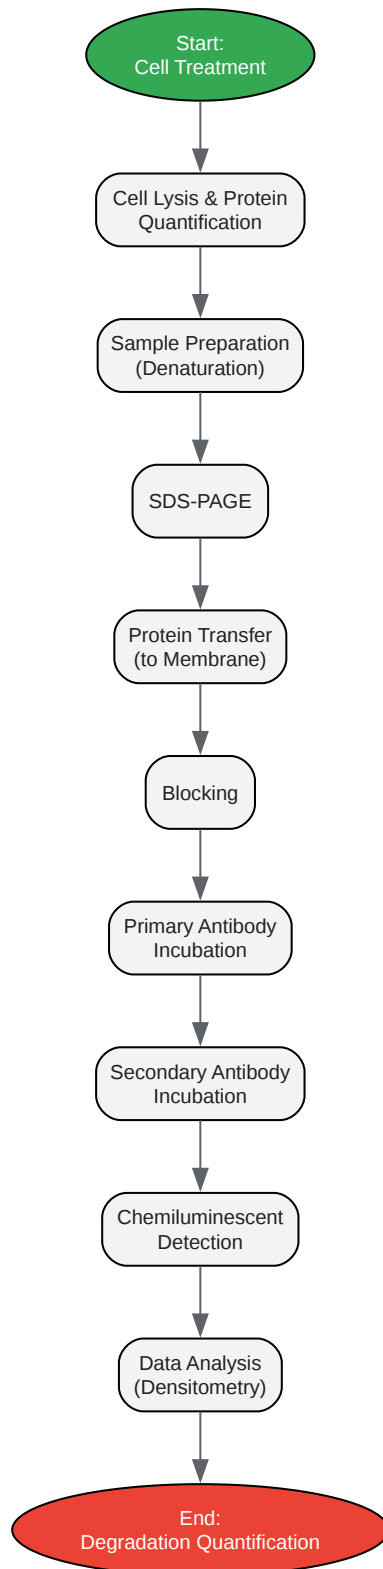 Start:
Cell Treatment
Cell Lysis & Protein
Quantification
Sample Preparation
(Denaturation)
SDS-PAGE
Protein Transfer
(to Membrane)
Blocking
Primary Antibody
Incubation
Secondary Antibody
Incubation
Chemiluminescent
Detection
Data Analysis
(Densitometry)
End:
Degradation Quantification